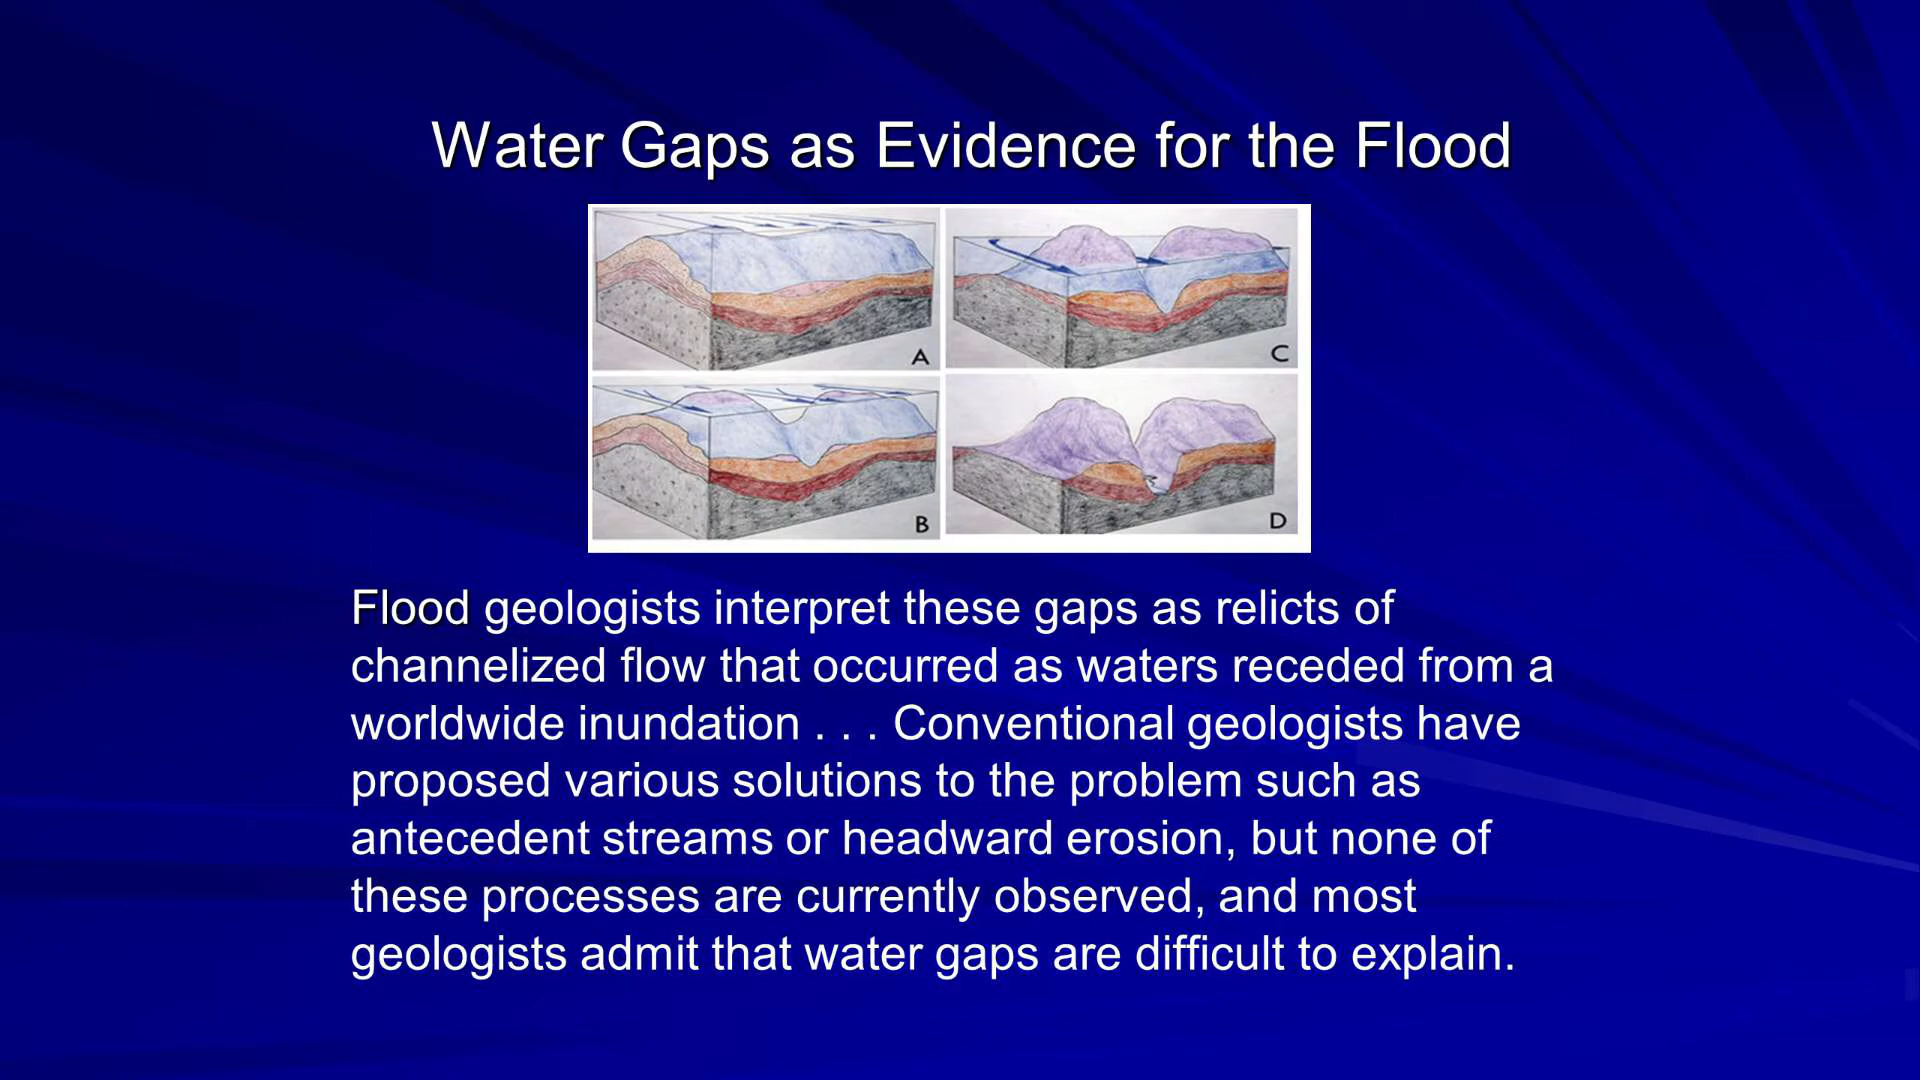 Water Gaps as Evidence for the Flood
A
C
B
D
Flood geologists interpret these gaps as relicts of
channelized flow that occurred as waters receded from a
worldwide inundation . . . Conventional geologists have
proposed various solutions to the problem such as
antecedent streams or headward erosion, but none of
these processes are currently observed, and most
geologists admit that water gaps are difficult to explain.